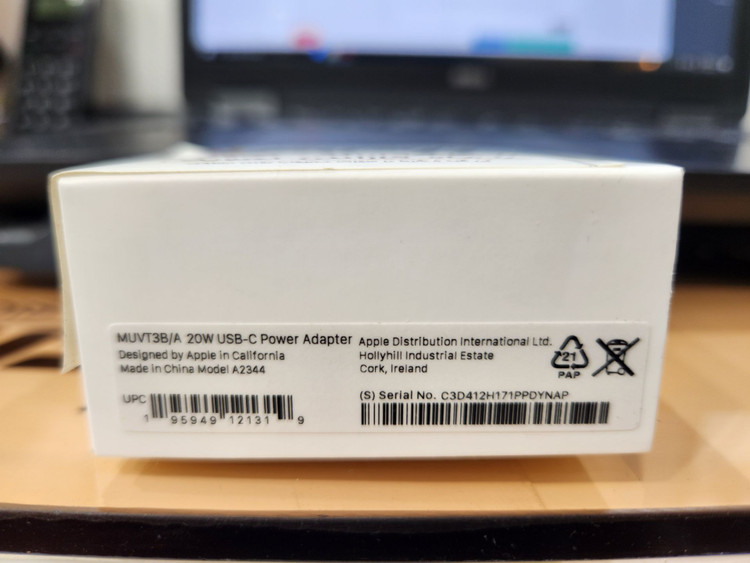 MUVT3B/A 20W USB-C Power Adapter
Designed by Apple in California
Made in China Model A2344
Apple Distribution International Ltd.
Hollyhill Industrial Estate
Cork, Ireland
21
PAP
UPC
1 95949 12131 9
(S) Serial No. C3D412H171PPDYNAP